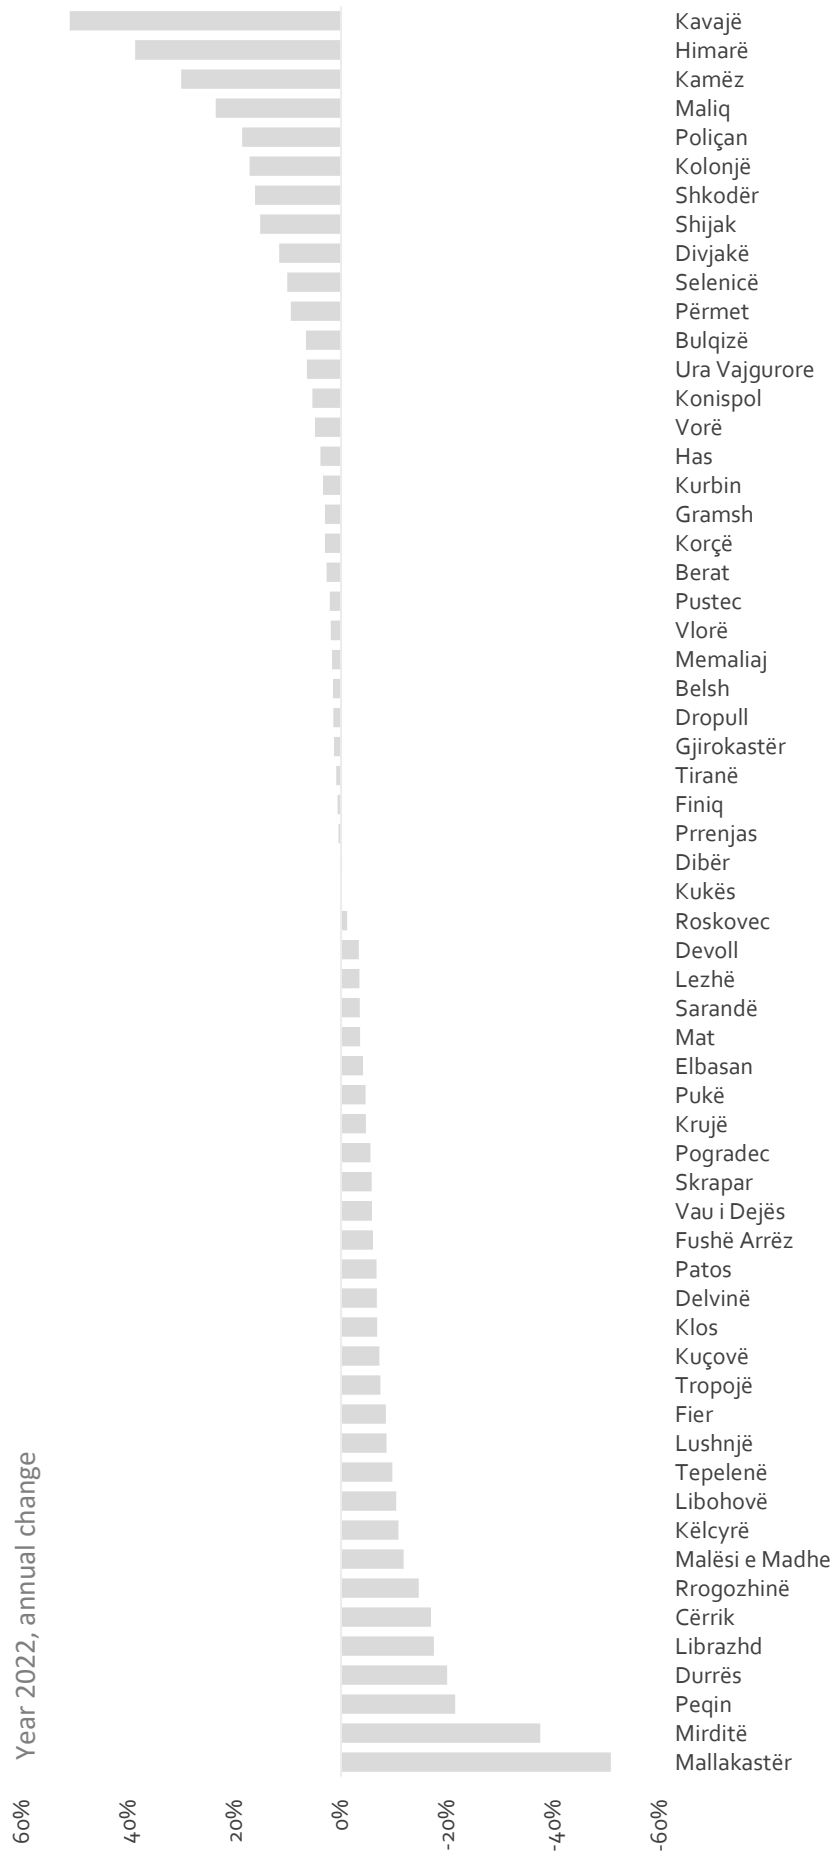 Year 2022, annual change
Kavajë
Himarë
Kamëz
Maliq
Poliçan
Kolonjë
Shkodër
Shijak
Divjakë
Selenicë
Përmet
Bulqizë
Ura Vajgurore
Konispol
Vorë
Has
Kurbin
Gramsh
Korçë
Berat
Pustec
Vlorë
Memaliaj
Belsh
Dropull
Gjirokastër
Tiranë
Finiq
Prrenjas
Dibër
Kukës
Roskovec
Devoll
Lezhë
Sarandë
Mat
Elbasan
Pukë
Krujë
Pogradec
Skrapar
Vau i Dejës
Fushë Arrëz
Patos
Delvinë
Klos
Kuçovë
Tropojë
Fier
Lushnjë
Tepelenë
Libohovë
Këlcyrë
Malësi e Madhe
Rrogozhinë
Cërrik
Librazhd
Durrës
Peqin
Mirditë
Mallakastër
60%
40%
20%
0%
-20%
-40%
-60%